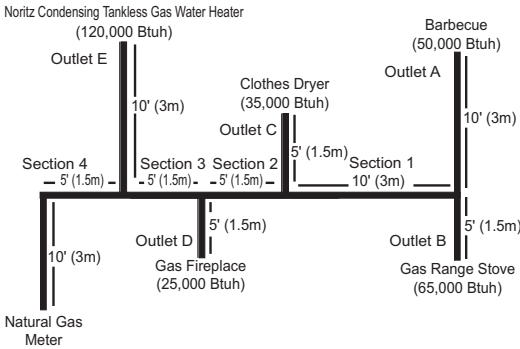 Noritz Condensing Tankless Gas Water Heater
(120,000 Btuh)
Outlet E
10' (3m)
Barbecue
(50,000 Btuh)
Outlet A
10' (3m)
Clothes Dryer
(35,000 Btuh)
Outlet C
5' (1.5m)
Section 4
5' (1.5m)
Section 3
5' (1.5m)
Section 2
5' (1.5m)
Section 1
10' (3m)
10' (3m)
Natural Gas
Meter
Outlet D
5' (1.5m)
Gas Fireplace
(25,000 Btuh)
Outlet B
5' (1.5m)
Gas Range Stove
(65,000 Btuh)